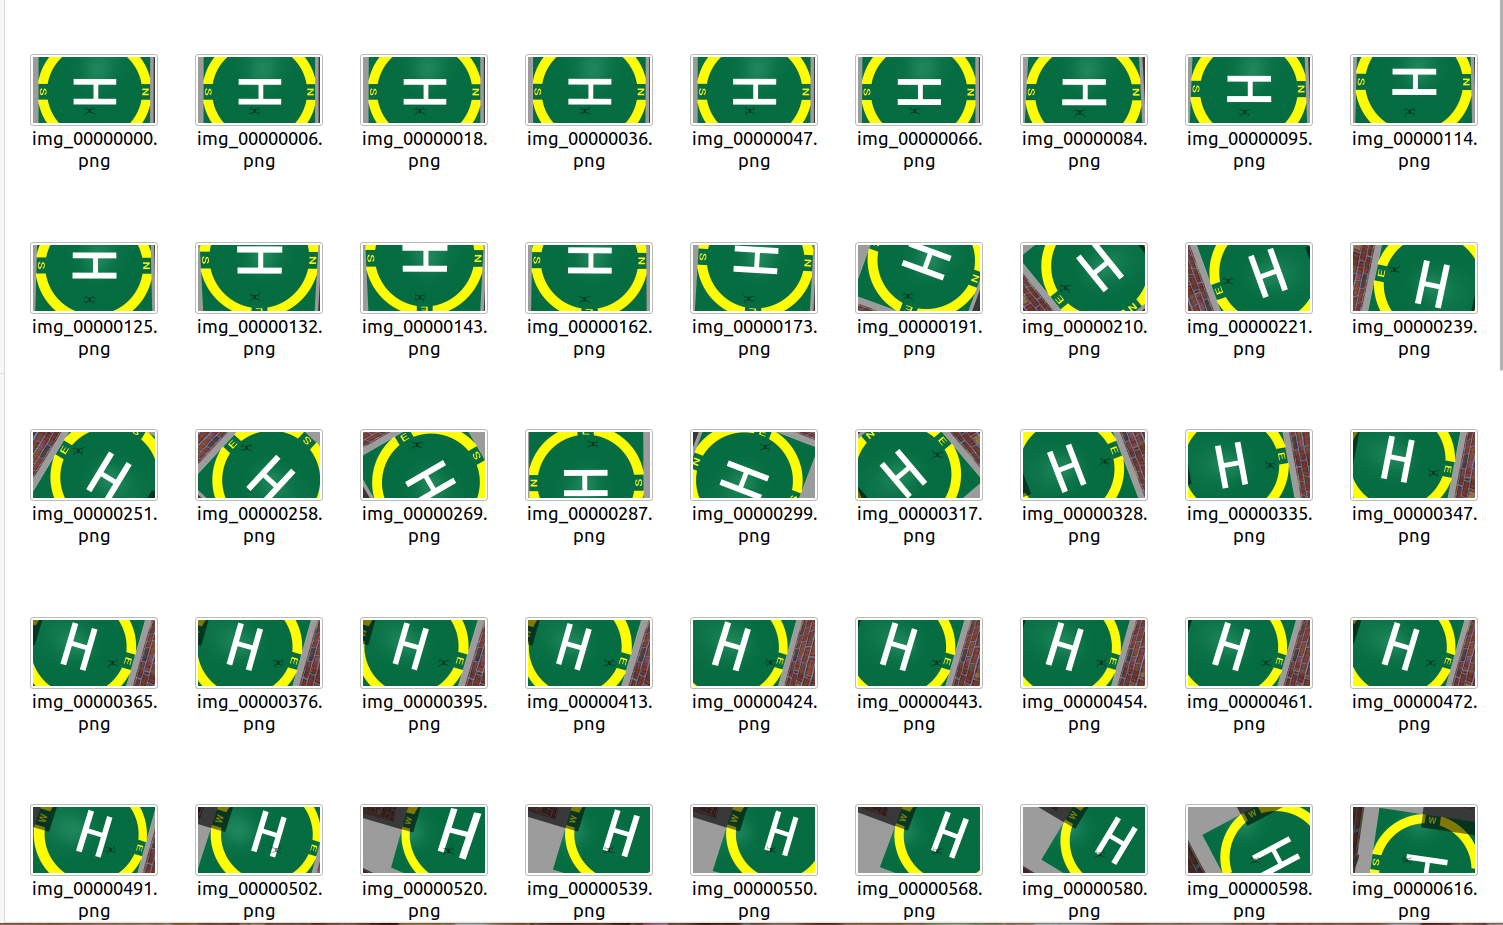 img_00000000.
png
img_00000006.
png
img_00000018.
png
img_00000036.
png
img_00000047.
png
img_00000066.
png
img_00000084.
png
img_00000095.
png
img_00000114.
png
img_00000125.
png
img_00000132.
png
img_00000143.
png
img_00000162.
png
img_00000173.
png
img_00000191.
png
img_00000210.
png
img_00000221.
png
img_00000239.
png
img_00000251.
png
img_00000258.
png
img_00000269.
png
img_00000287.
png
img_00000299.
png
img_00000317.
png
img_00000328.
png
img_00000335.
png
img_00000347.
png
img_00000365.
png
img_00000376.
png
img_00000395.
png
img_00000413.
png
img_00000424.
png
img_00000443.
png
img_00000454.
png
img_00000461.
png
img_00000472.
png
img_00000491.
png
img_00000502.
png
img_00000520.
png
img_00000539.
png
img_00000550.
png
img_00000568.
png
img_00000580.
png
img_00000598.
png
img_00000616.
png